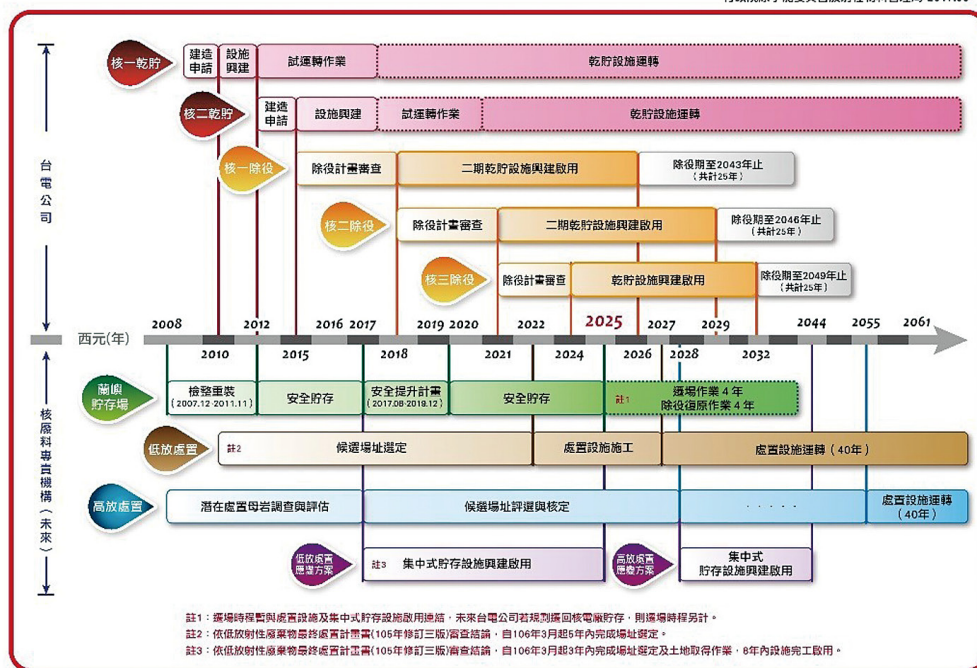 台電公司
核一乾貯
建造
申請
設施
興建
試運轉作業
乾貯設施運轉
核二乾貯
建造
申請
設施興建
試運轉作業
乾貯設施運轉
核一除役
除役計畫審查
二期乾貯設施興建啟用
除役期至2043年止
(共計25年)
核二除役
除役計畫審查
二期乾貯設施興建啟用
除役期至2046年止
(共計25年)
核三除役
除役計畫審查
乾貯設施興建啟用
除役期至2049年止
(共計25年)
西元(年)
2008 2012 2016 2017 2019 2020 2022 2025 2027 2029 2044 2055 2061
2010 2015 2018 2021 2024 2026 2028 2032
核廢料專責機構(未來)
蘭嶼
貯存場
檢整重裝
(2007.12-2011.11)
安全貯存
安全提升計畫
(2017.08-2019.12)
安全貯存
註1
遷場作業4年
除役復原作業4年
低放處置
註2
候選場址選定
處置設施施工
處置設施運轉(40年)
高放處置
潛在處置母岩調查與評估
候選場址評選與核定
· · · · ·
處置設施運轉
(40年)
低放處置
應變方案
註3
集中式貯存設施興建啟用
高放處置
應變方案
集中式
貯存設施興建啟用
註1:遷場時程暫與處置設施及集中式貯存設施啟用連結,未來台電公司若規劃遷回核電廠貯存,則遷場時程另計。
註2:依低放射性廢棄物最終處置計畫書(105年修訂三版)審查結論,自106年3月起5年內完成場址選定。
註3:依低放射性廢棄物最終處置計畫書(105年修訂三版)審查結論,自106年3月起3年內完成場址選定及土地取得作業,8年內設施完工啟用。